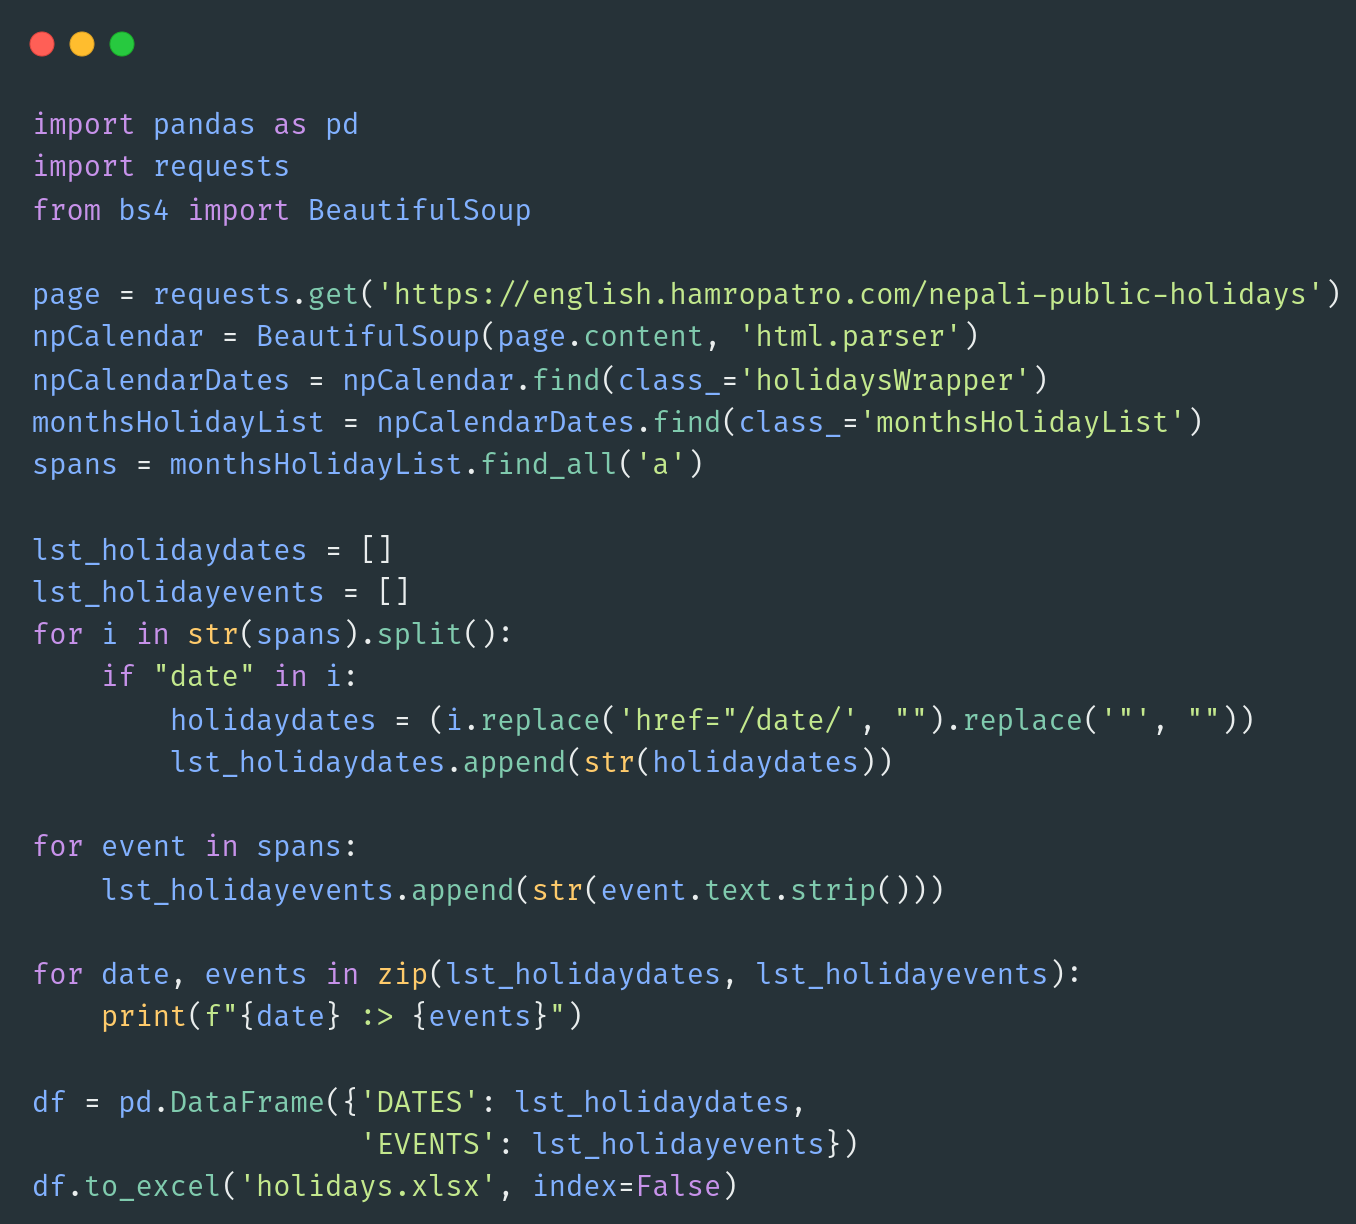 import pandas as pd
import requests
from bs4 import BeautifulSoup

page = requests.get('https://english.hamropatro.com/nepali-public-holidays')
npCalendar = BeautifulSoup(page.content, 'html.parser')
npCalendarDates = npCalendar.find(class_='holidaysWrapper')
monthsHolidayList = npCalendarDates.find(class_='monthsHolidayList')
spans = monthsHolidayList.find_all('a')

lst_holidaydates = []
lst_holidayevents = []
for i in str(spans).split():
    if "date" in i:
        holidaydates = (i.replace('href="/date/', "").replace('"', ""))
        lst_holidaydates.append(str(holidaydates))

for event in spans:
    lst_holidayevents.append(str(event.text.strip()))

for date, events in zip(lst_holidaydates, lst_holidayevents):
    print(f"{date} :> {events}")

df = pd.DataFrame({'DATES': lst_holidaydates,
                   'EVENTS': lst_holidayevents})
df.to_excel('holidays.xlsx', index=False)